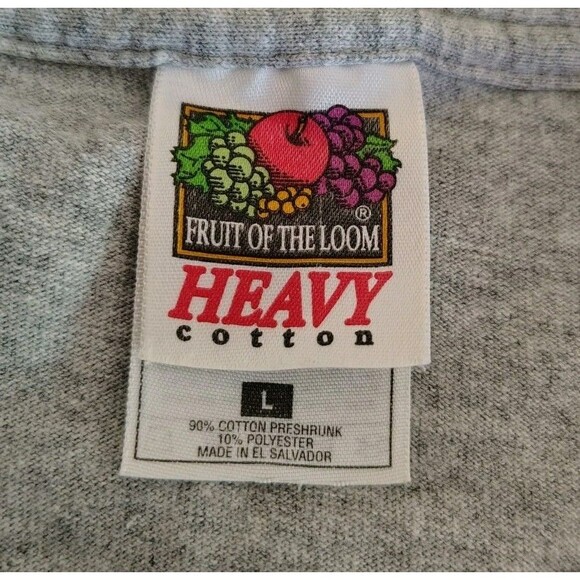 ®
FRUIT OF THE LOOM
HEAVY
cotton
L
90% COTTON PRESHRUNK
10% POLYESTER
MADE IN EL SALVADOR